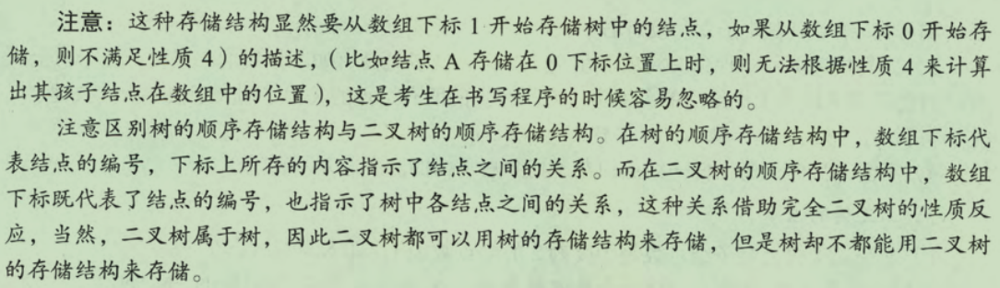 注意：这种存储结构显然要从数组下标 1 开始存储树中的结点，如果从数组下标 0 开始存
储，则不满足性质 4）的描述，（比如结点 A 存储在 0 下标位置上时，则无法根据性质 4 来计算
出其孩子结点在数组中的位置），这是考生在书写程序的时候容易忽略的。
注意区别树的顺序存储结构与二叉树的顺序存储结构。在树的顺序存储结构中，数组下标代
表结点的编号，下标上所存的内容指示了结点之间的关系。而在二叉树的顺序存储结构中，数组
下标既代表了结点的编号，也指示了树中各结点之间的关系，这种关系借助完全二叉树的性质反
应，当然，二叉树属于树，因此二叉树都可以用树的存储结构来存储，但是树却不都能用二叉树
的存储结构来存储。